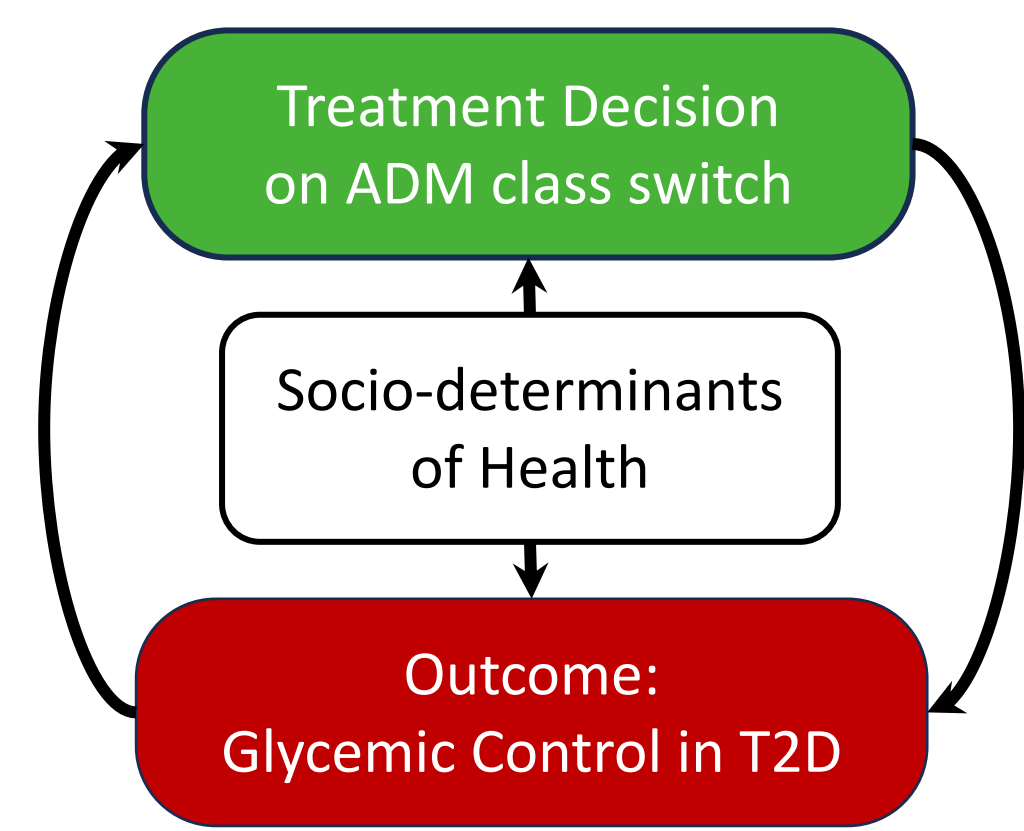 Treatment Decision
on ADM class switch
Socio-determinants
of Health
Outcome:
Glycemic Control in T2D